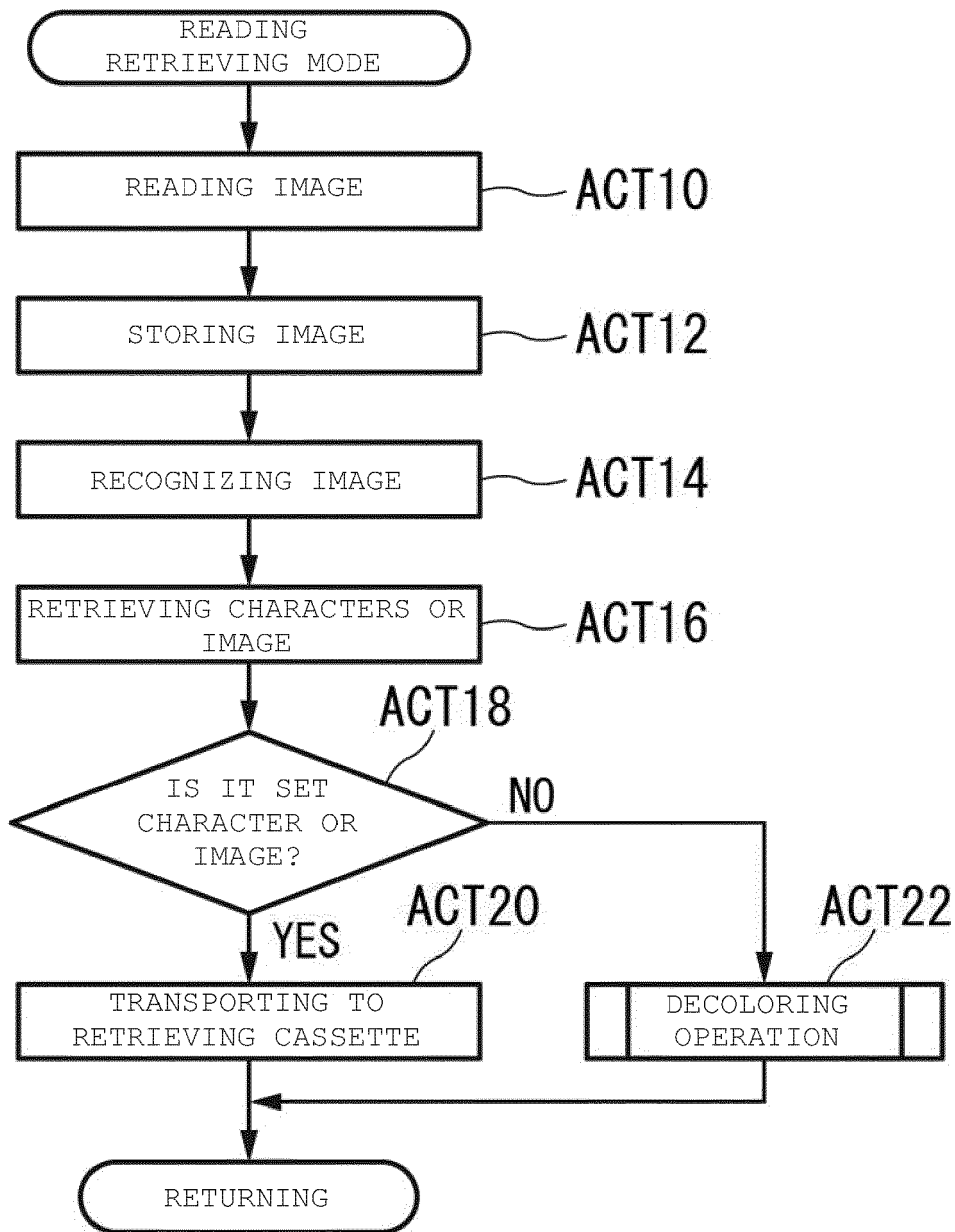 READING
RETRIEVING MODE
READING IMAGE
ACT10
STORING IMAGE
ACT12
RECOGNIZING IMAGE
ACT14
RETRIEVING CHARACTERS OR
IMAGE
ACT16
ACT18
IS IT SET
CHARACTER OR
IMAGE?
NO
YES
ACT20
TRANSPORTING TO
RETRIEVING CASSETTE
ACT22
DECOLORING
OPERATION
RETURNING